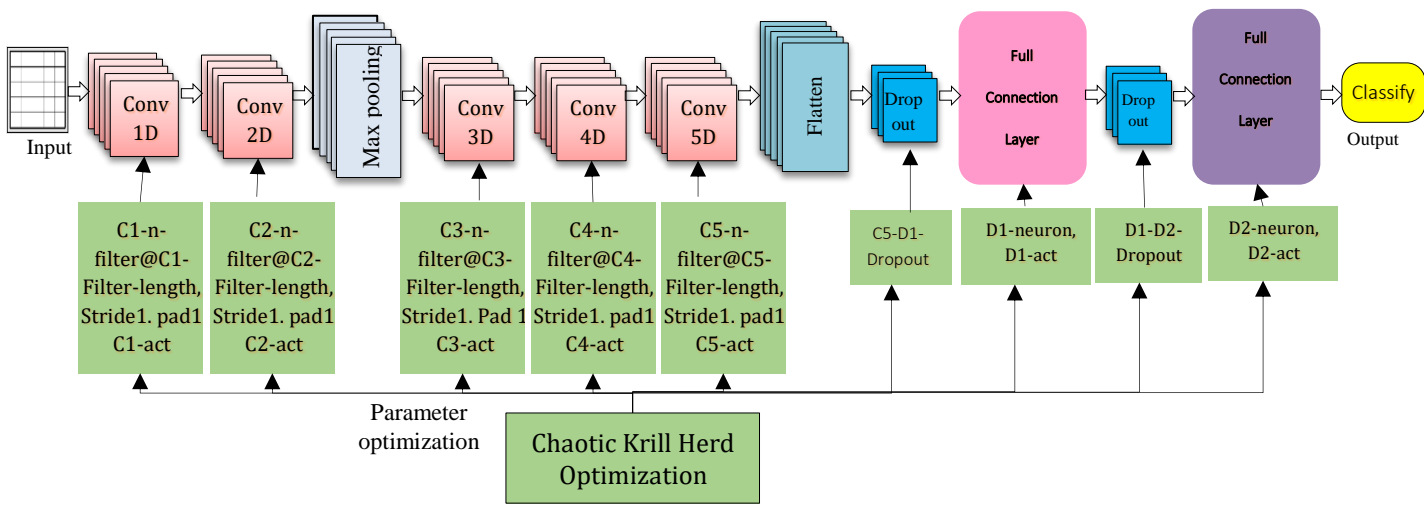 Input
Conv
1D
Conv
2D
Max pooling
Conv
3D
Conv
4D
Conv
5D
Flatten
Drop
out
Full
Connection
Layer
Drop
out
Full
Connection
Layer
Classify
Output
C1-n-
filter@C1-
Filter-length,
Stride1. pad1
C1-act
C2-n-
filter@C2-
Filter-length,
Stride1. pad1
C2-act
C3-n-
filter@C3-
Filter-length,
Stride1. Pad 1
C3-act
C4-n-
filter@C4-
Filter-length,
Stride1. pad1
C4-act
C5-n-
filter@C5-
Filter-length,
Stride1. pad1
C5-act
C5-D1-
Dropout
D1-neuron,
D1-act
D1-D2-
Dropout
D2-neuron,
D2-act
Parameter
optimization
Chaotic Krill Herd
Optimization